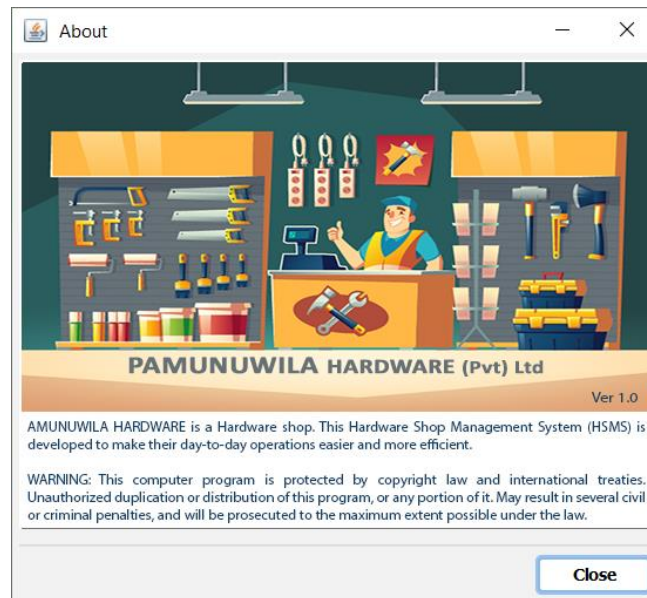 About
PAMUNUWILA HARDWARE (Pvt) Ltd
Ver 1.0
AMUNUWILA HARDWARE is a Hardware shop. This Hardware Shop Management System (HSMS) is
developed to make their day-to-day operations easier and more efficient.
WARNING: This computer program is protected by copyright law and international treaties.
Unauthorized duplication or distribution of this program, or any portion of it. May result in several civil
or criminal penalties, and will be prosecuted to the maximum extent possible under the law.
Close